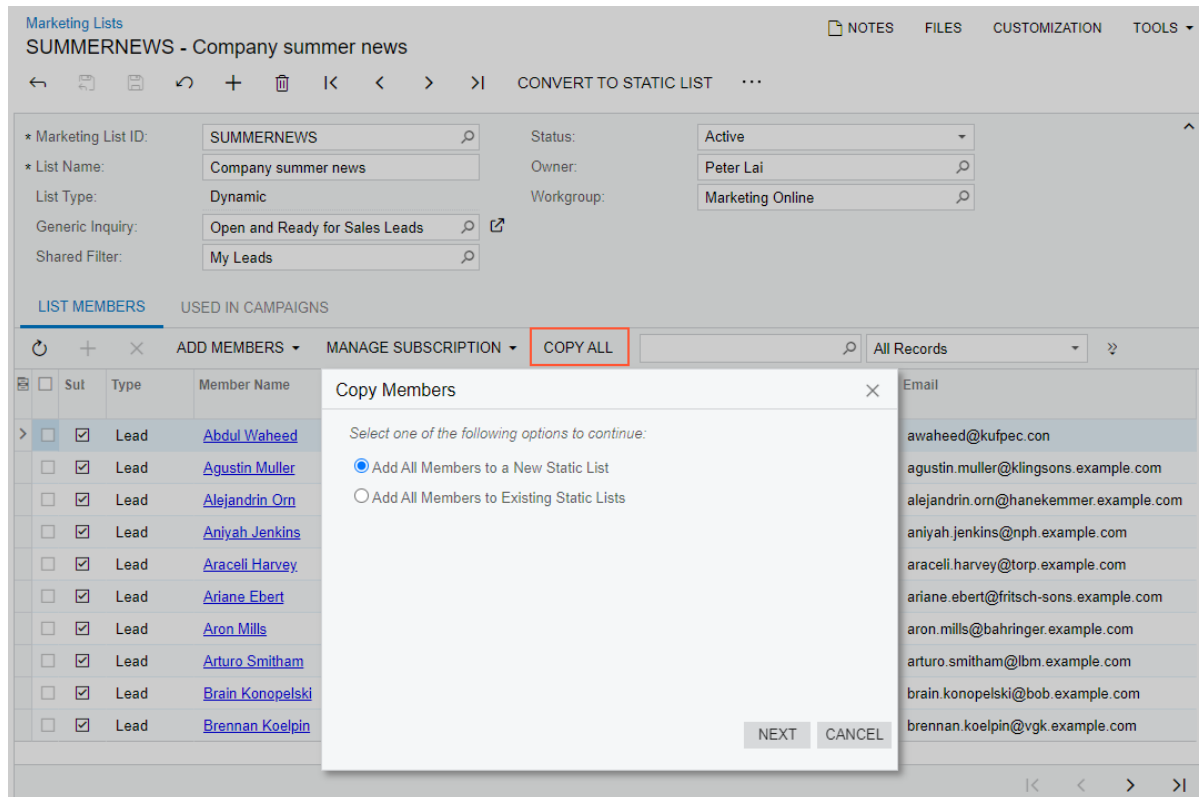 Marketing Lists
SUMMERNEWS - Company summer news
NOTES FILES CUSTOMIZATION TOOLS
CONVERT TO STATIC LIST ...
* Marketing List ID: SUMMERNEWS Status: Active
* List Name: Company summer news Owner: Peter Lai
List Type: Dynamic Workgroup: Marketing Online
Generic Inquiry: Open and Ready for Sales Leads
Shared Filter: My Leads
LIST MEMBERS USED IN CAMPAIGNS
ADD MEMBERS MANAGE SUBSCRIPTION COPY ALL All Records
Sut Type Member Name Email
Copy Members
Select one of the following options to continue:
Add All Members to a New Static List
Add All Members to Existing Static Lists
NEXT CANCEL
Lead Abdul Waheed awaheed@kufpec.con
Lead Agustin Muller agustin.muller@klingsons.example.com
Lead Alejandrin Orn alejandrin.orn@hanekemmer.example.com
Lead Aniyah Jenkins aniyah.jenkins@nph.example.com
Lead Araceli Harvey araceli.harvey@torp.example.com
Lead Ariane Ebert ariane.ebert@fritsch-sons.example.com
Lead Aron Mills aron.mills@bahringer.example.com
Lead Arturo Smitham arturo.smitham@lbm.example.com
Lead Brain Konopelski brain.konopelski@bob.example.com
Lead Brennan Koelpin brennan.koelpin@vgk.example.com